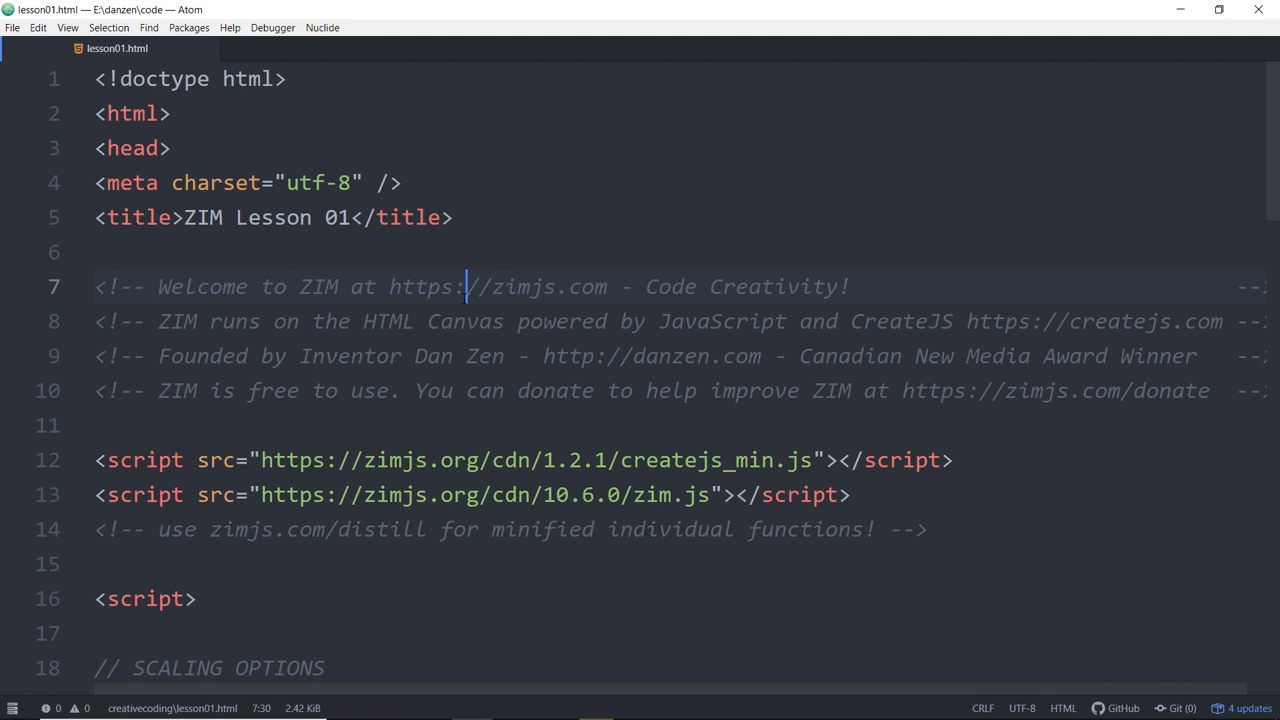 lesson01.html — E:\danzen\code — Atom
File Edit View Selection Find Packages Help Debugger Nuclide
lesson01.html
1 <!doctype html>
2 <html>
3 <head>
4 <meta charset="utf-8" />
5 <title>ZIM Lesson 01</title>
6
7 <!-- Welcome to ZIM at https://zimjs.com - Code Creativity! -->
8 <!-- ZIM runs on the HTML Canvas powered by JavaScript and CreateJS https://createjs.com -->
9 <!-- Founded by Inventor Dan Zen - http://danzen.com - Canadian New Media Award Winner -->
10 <!-- ZIM is free to use. You can donate to help improve ZIM at https://zimjs.com/donate -->
11
12 <script src="https://zimjs.org/cdn/1.2.1/createjs_min.js"></script>
13 <script src="https://zimjs.org/cdn/10.6.0/zim.js"></script>
14 <!-- use zimjs.com/distill for minified individual functions! -->
15
16 <script>
17
18 // SCALING OPTIONS
0 0 creativecoding\lesson01.html 7:30 2.42 KiB CRLF UTF-8 HTML GitHub Git (0) 4 updates